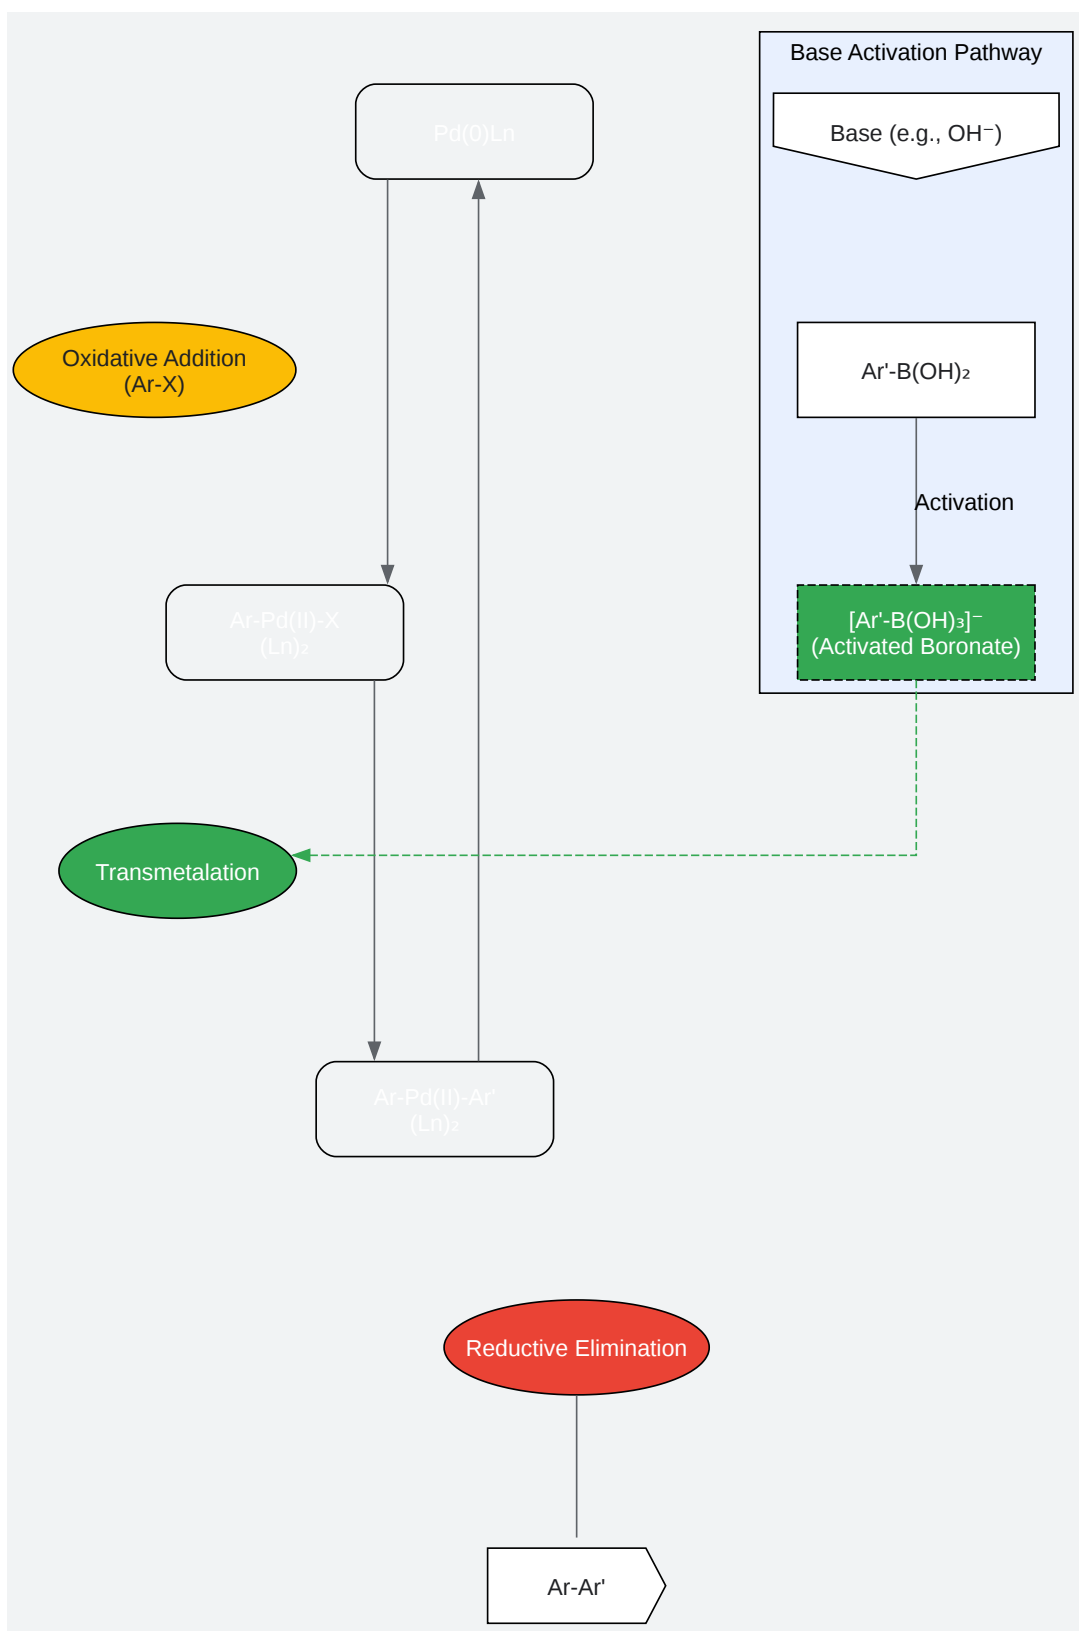 Base Activation Pathway
Pd(0)Ln
Base (e.g., OH⁻)
Oxidative Addition
(Ar-X)
Ar'-B(OH)₂
Activation
Ar-Pd(II)-X
(Ln)₂
[Ar'-B(OH)₃]⁻
(Activated Boronate)
Transmetalation
Ar-Pd(II)-Ar'
(Ln)₂
Reductive Elimination
Ar-Ar'